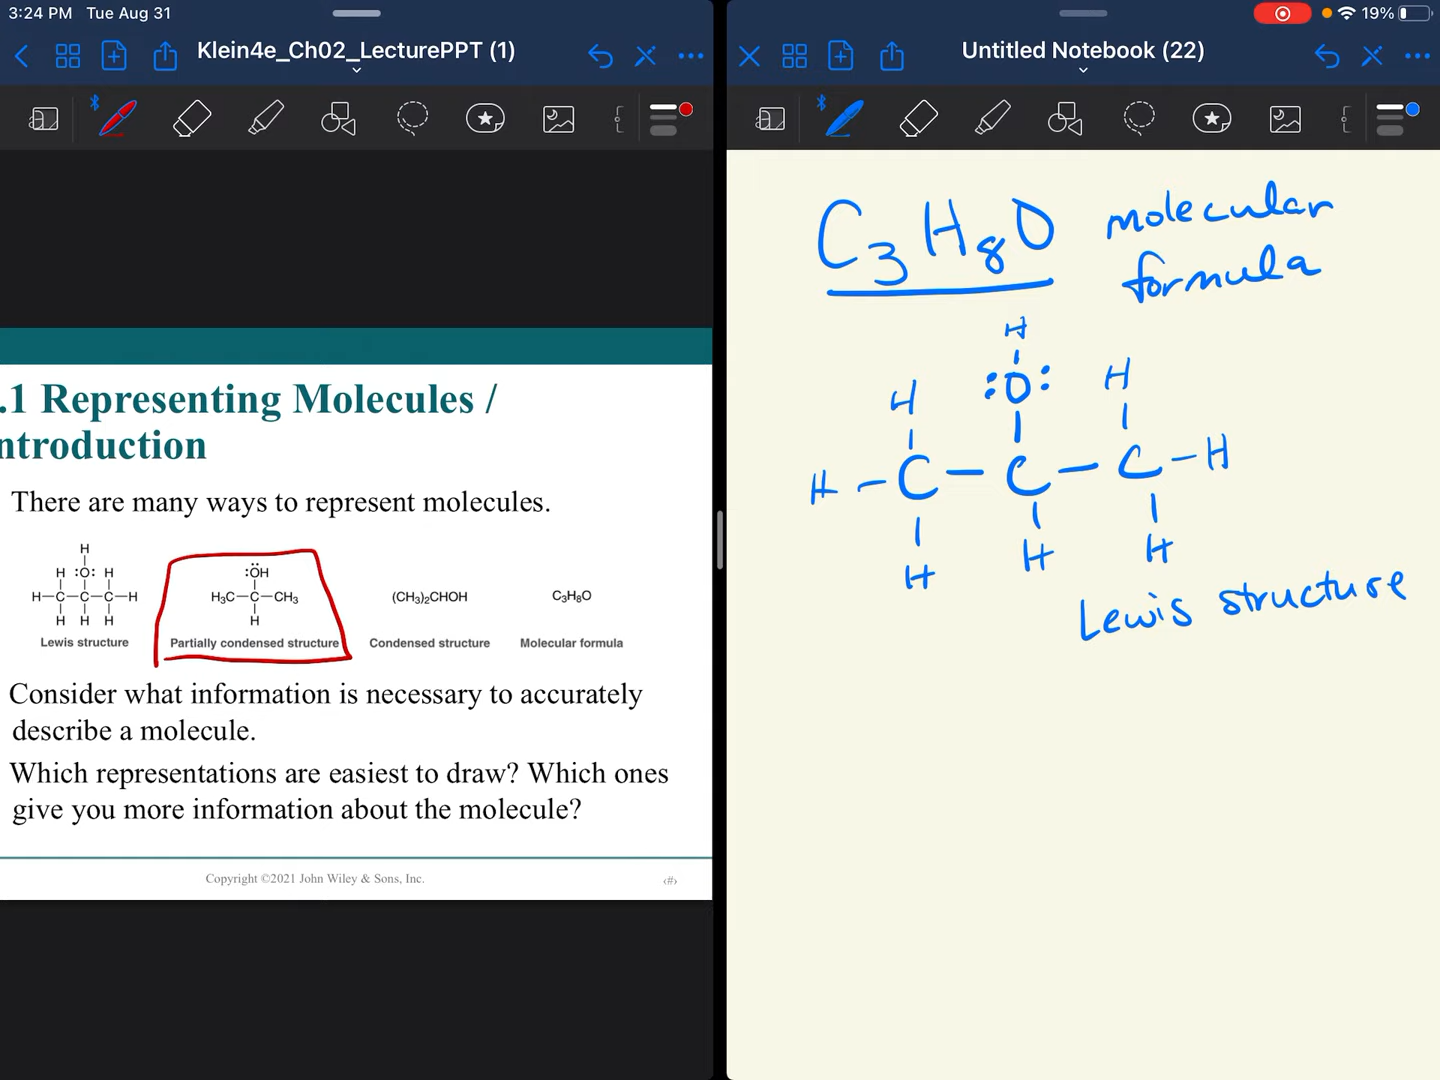 3:24 PM Tue Aug 31
19%
Klein4e_Ch02_LecturePPT (1)
Untitled Notebook (22)
.1 Representing Molecules /
ntroduction
There are many ways to represent molecules.
H
H :O: H
H—C—C—C—H
H H H
Lewis structure
:ÖH
H₃C—C—CH₃
H
Partially condensed structure
(CH₃)₂CHOH
Condensed structure
C₃H₈O
Molecular formula
Consider what information is necessary to accurately
describe a molecule.
Which representations are easiest to draw? Which ones
give you more information about the molecule?
Copyright ©2021 John Wiley & Sons, Inc.
‹#›
C₃H₈O molecular
formula
H
H :O: H
H–C–C–C–H
H H H
Lewis structure